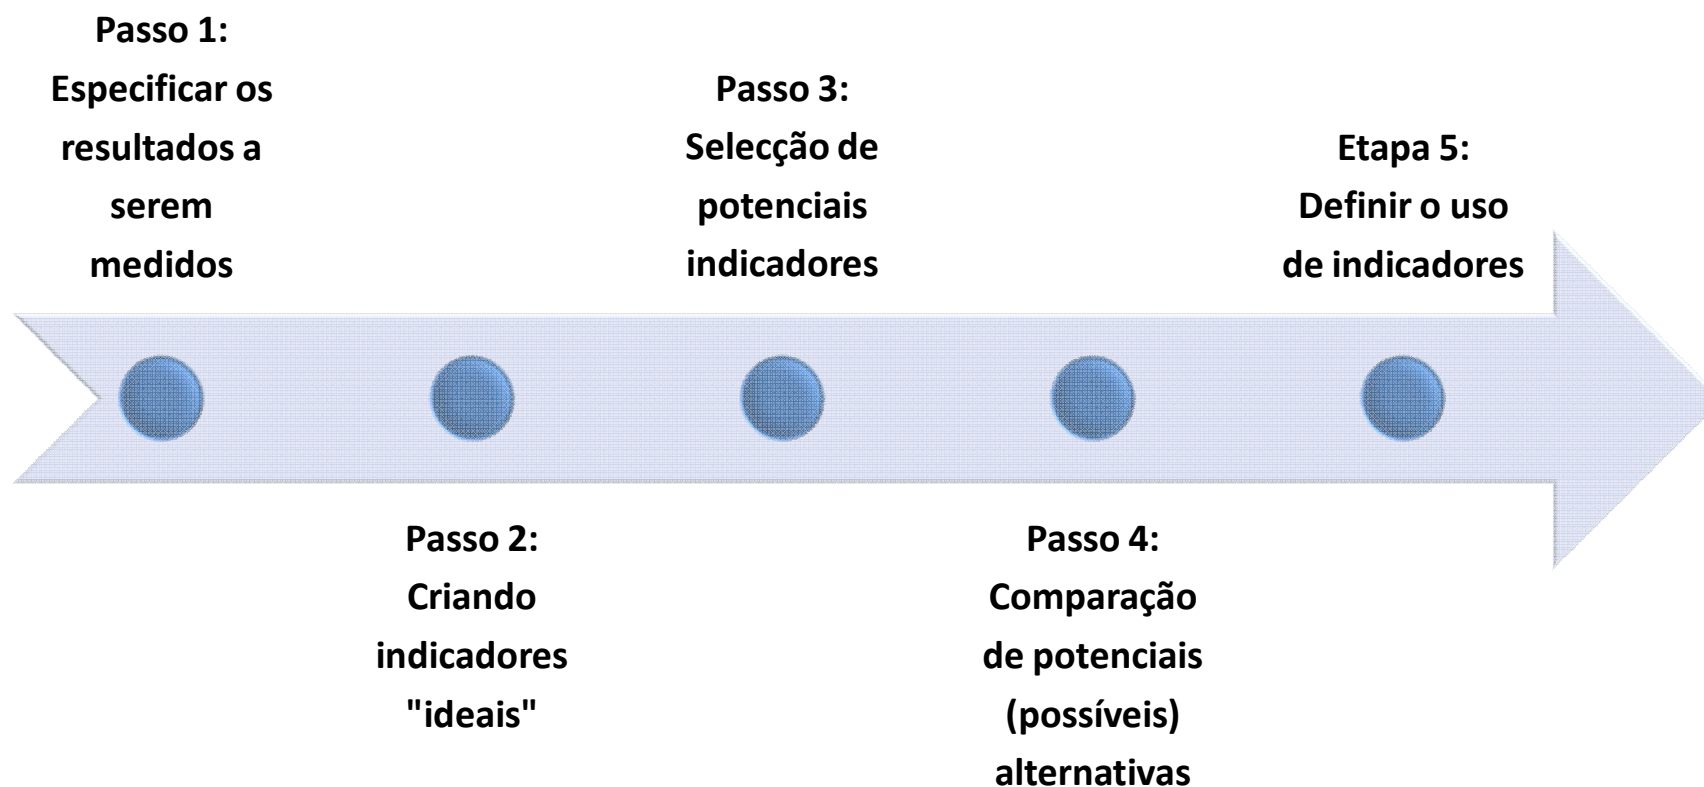 Passo 1:
Especificar os
resultados a
serem
medidos
Passo 2:
Criando
indicadores
"ideais"
Passo 3:
Selecção de
potenciais
indicadores
Passo 4:
Comparação
de potenciais
(possíveis)
alternativas
Etapa 5:
Definir o uso
de indicadores